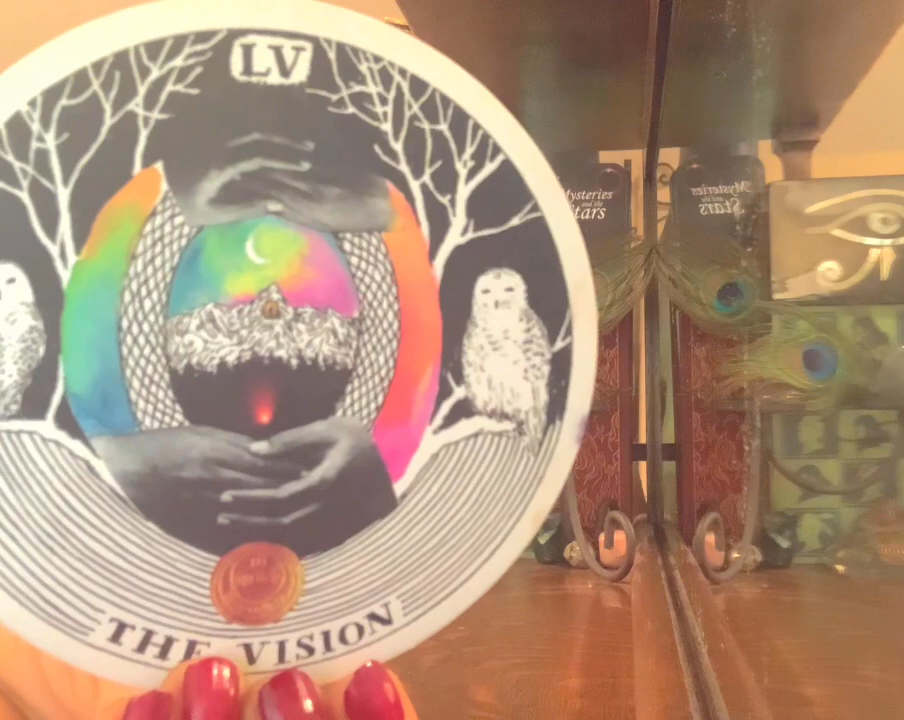 LV
THE VISION
Mysteries
and the
Stars
Mysteries
and the
Stars